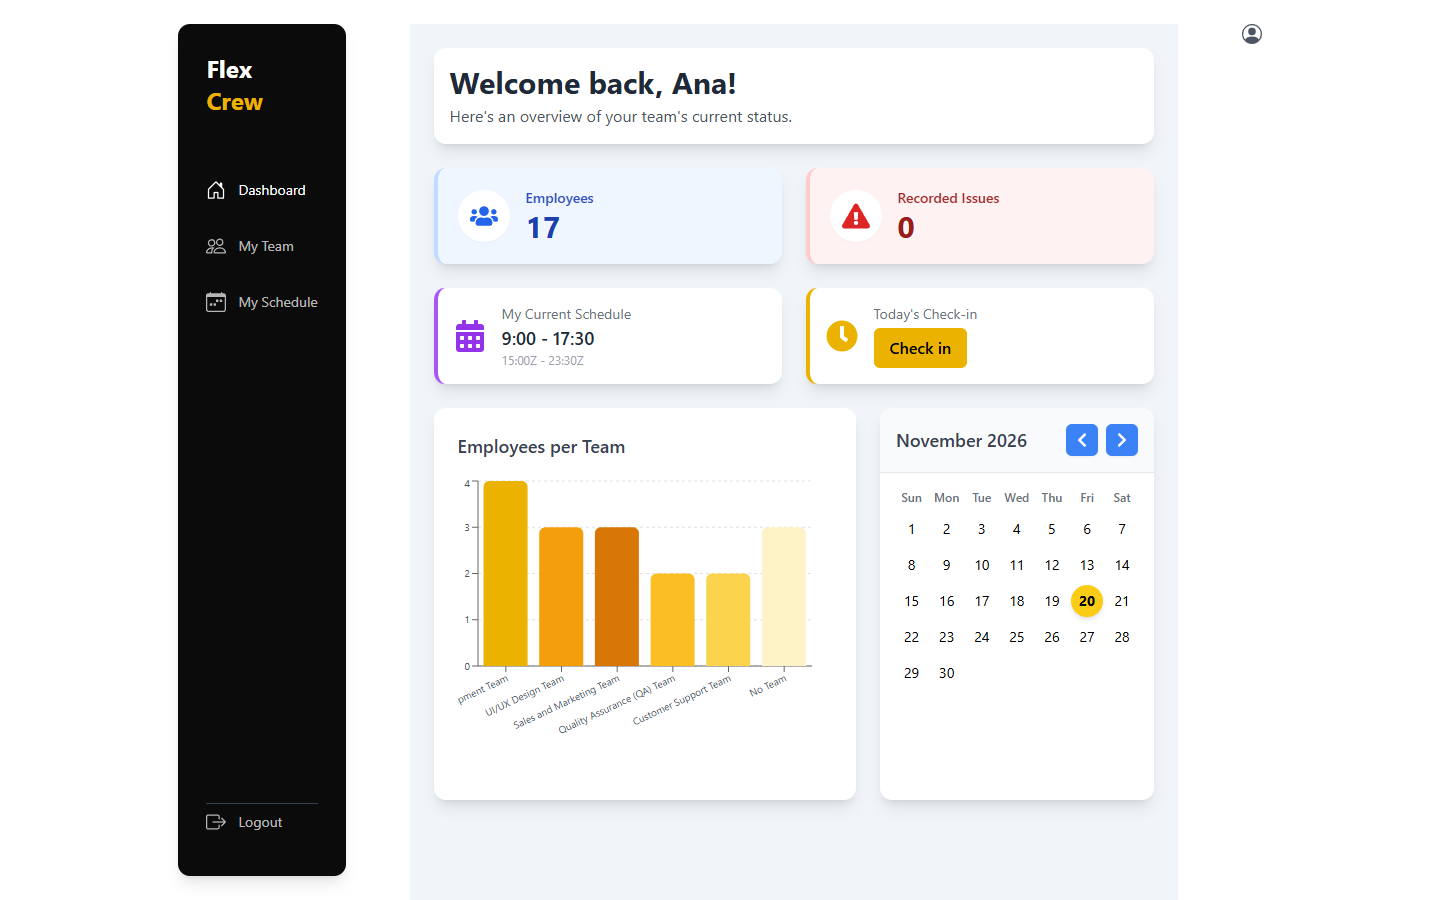 Flex
Crew
Dashboard
My Team
My Schedule
Logout
Welcome back, Ana!
Here's an overview of your team's current status.
Employees
17
Recorded Issues
0
My Current Schedule
9:00 - 17:30
15:00Z - 23:30Z
Today's Check-in
Check in
Employees per Team
4
3
2
1
0
pment Team
UI/UX Design Team
Sales and Marketing Team
Quality Assurance (QA) Team
Customer Support Team
No Team
November 2026
Sun Mon Tue Wed Thu Fri Sat
1 2 3 4 5 6 7
8 9 10 11 12 13 14
15 16 17 18 19 20 21
22 23 24 25 26 27 28
29 30